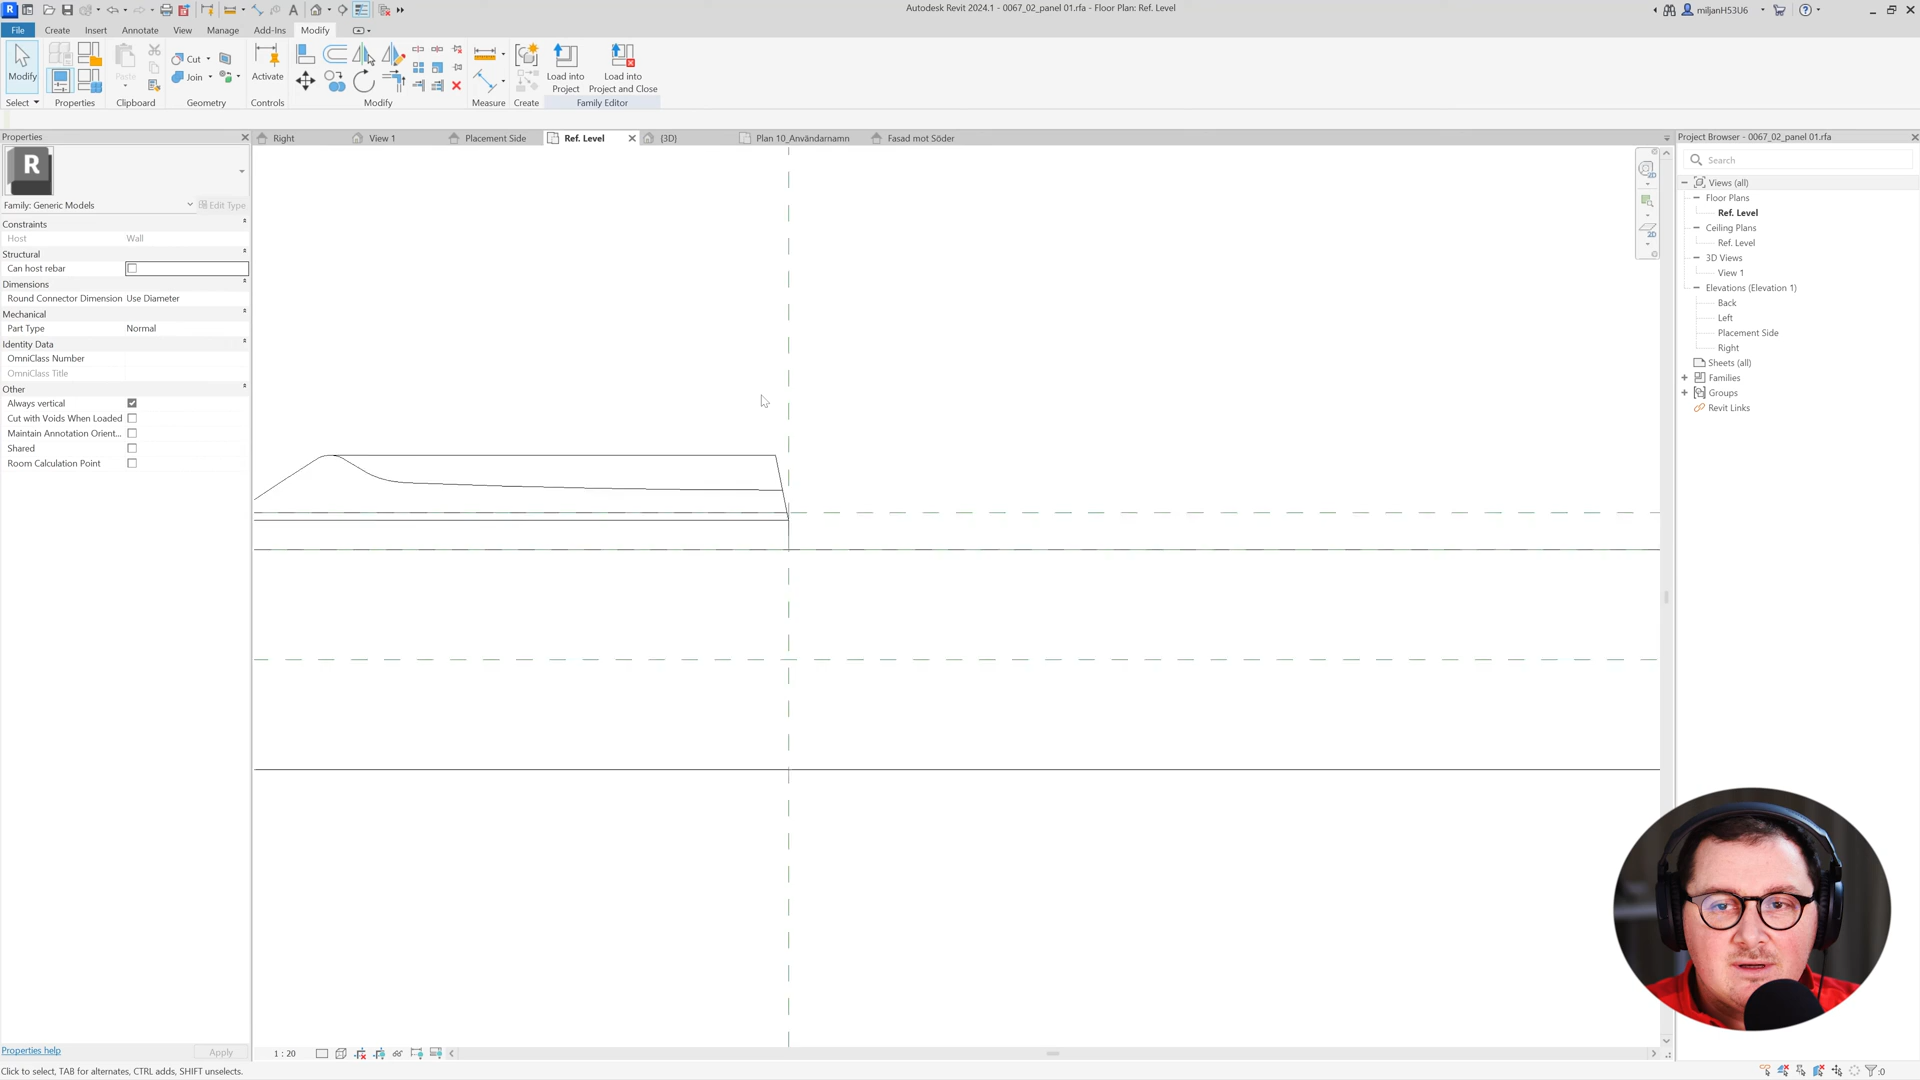 Autodesk Revit 2024.1 - 0067_02_panel 01.rfa - Floor Plan: Ref. Level
miljanH53U6
File
Create
Insert
Annotate
View
Manage
Add-Ins
Modify
Modify
Paste
Cut
Join
Activate
Load into
Project
Load into
Project and Close
Select
Properties
Clipboard
Geometry
Controls
Modify
Measure
Create
Family Editor
Properties
R
Family: Generic Models
Edit Type
Constraints
Host Wall
Structural
Can host rebar
Dimensions
Round Connector Dimension Use Diameter
Mechanical
Part Type Normal
Identity Data
OmniClass Number
OmniClass Title
Other
Always vertical
Cut with Voids When Loaded
Maintain Annotation Orient...
Shared
Room Calculation Point
Properties help
Apply
Right
View 1
Placement Side
Ref. Level
{3D}
Plan 10_Användarnamn
Fasad mot Söder
2D
2D
Project Browser - 0067_02_panel 01.rfa
Search
Views (all)
Floor Plans
Ref. Level
Ceiling Plans
Ref. Level
3D Views
View 1
Elevations (Elevation 1)
Back
Left
Placement Side
Right
Sheets (all)
Families
Groups
Revit Links
1 : 20
Click to select, TAB for alternates, CTRL adds, SHIFT unselects.
:0